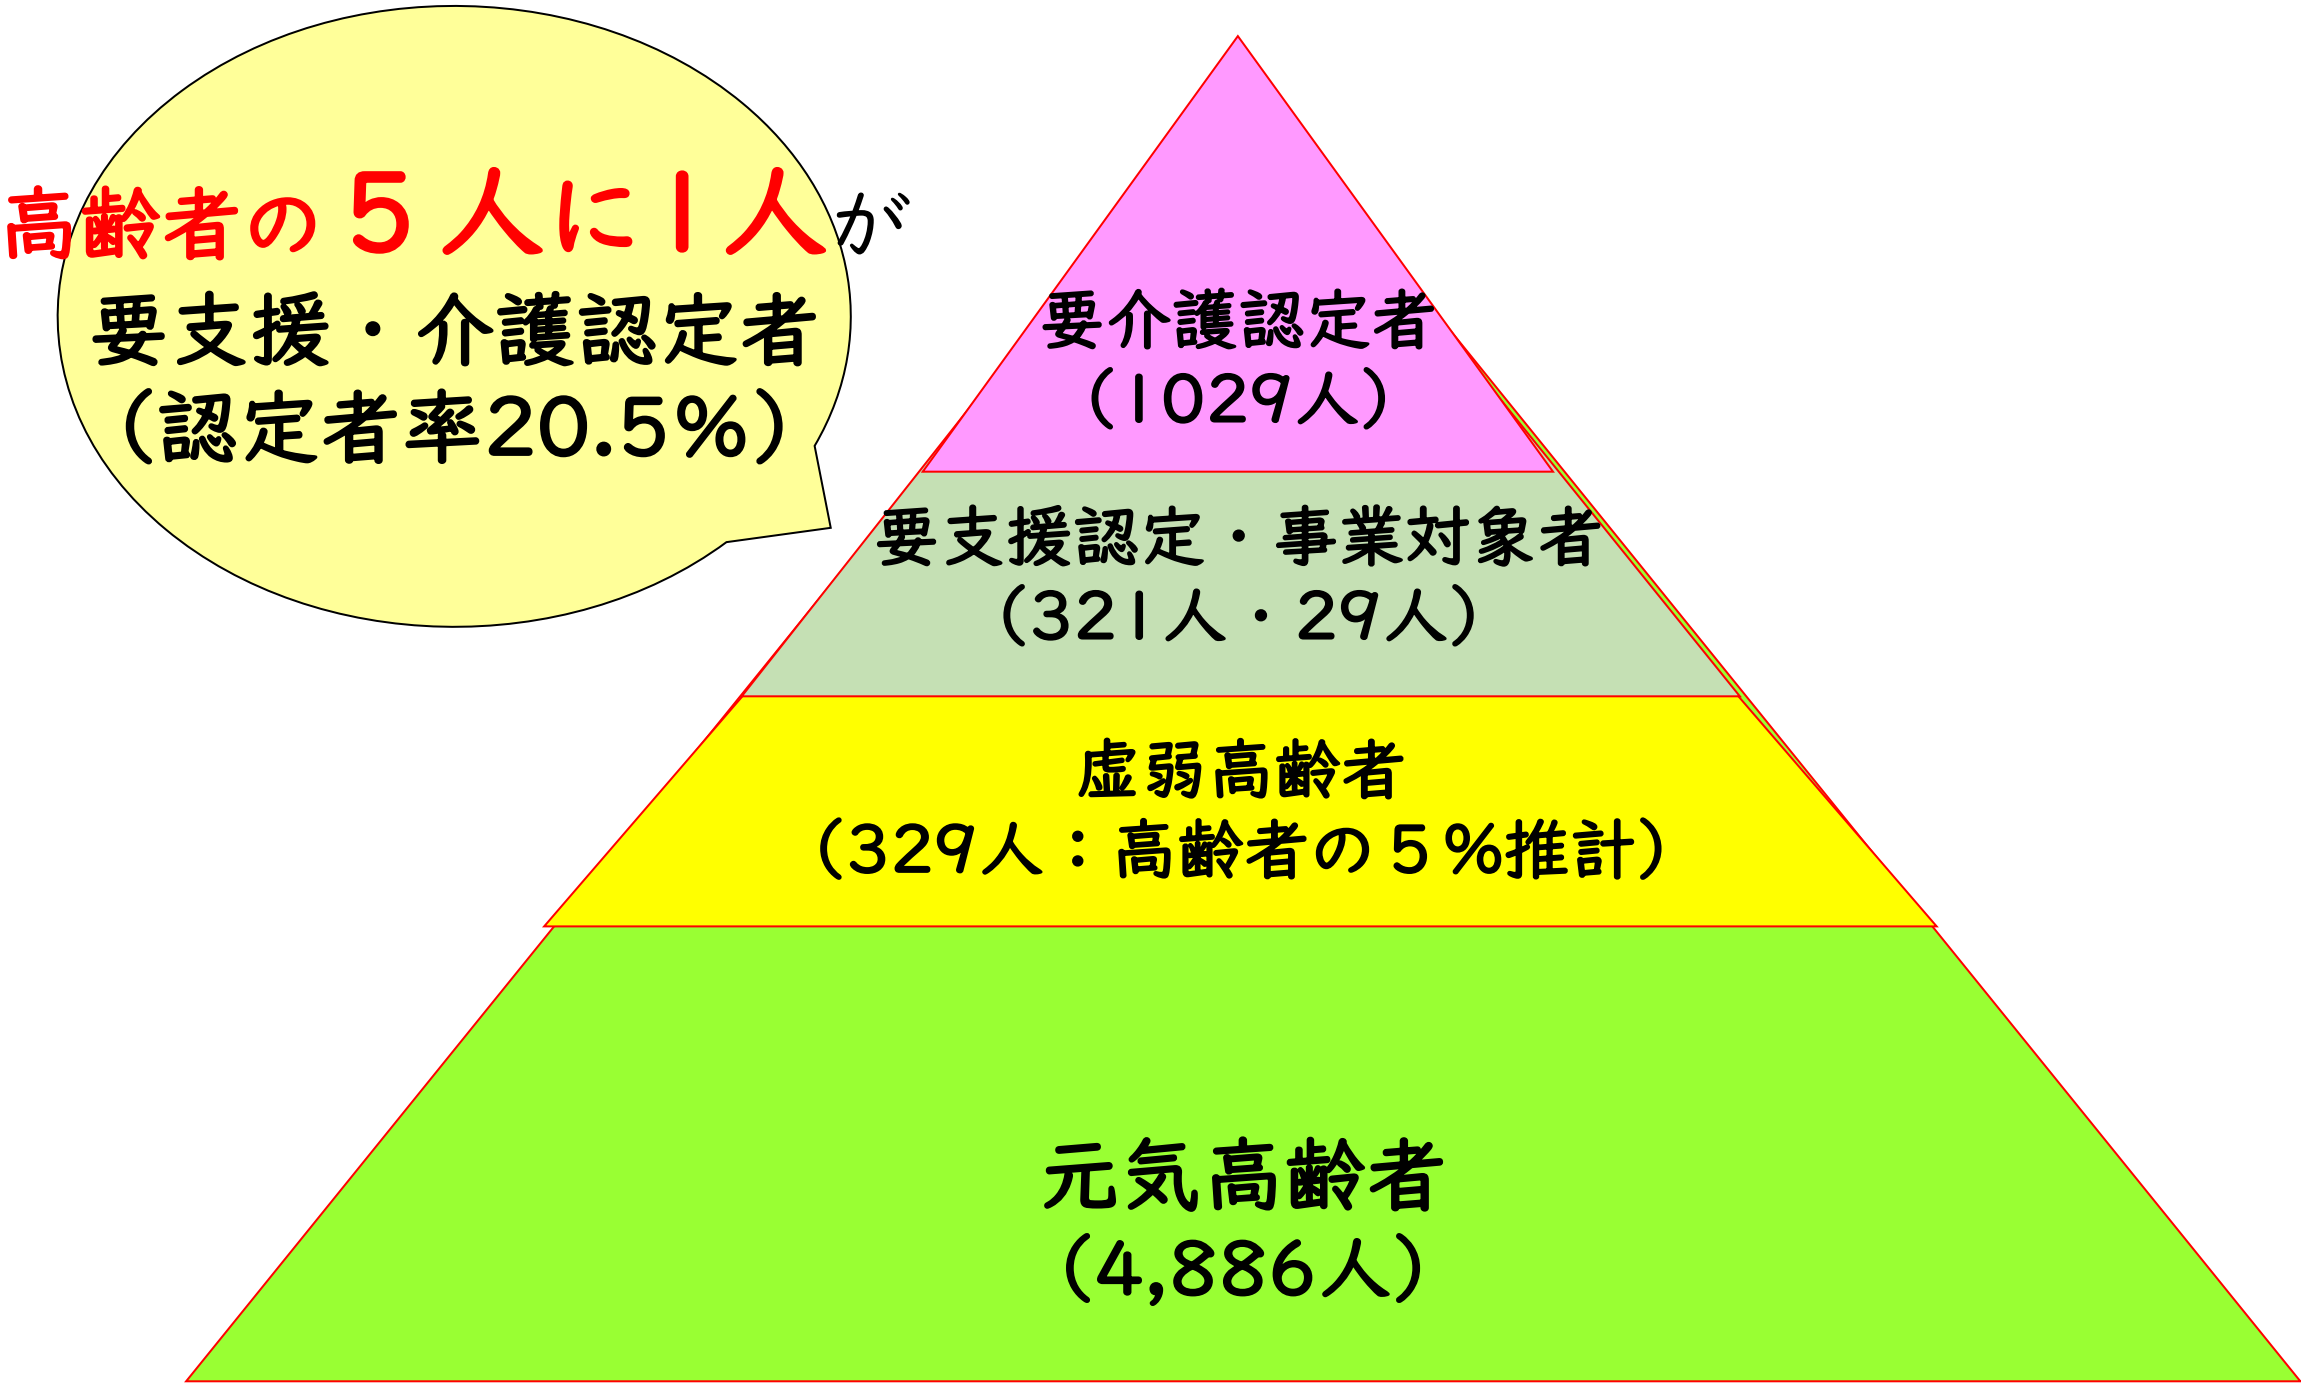 高齢者の５人に1人が
要支援・介護認定者
（認定者率20.5％）
要介護認定者
（1029人）
要支援認定・事業対象者
（321人・29人）
虚弱高齢者
（329人：高齢者の５％推計）
元気高齢者
（4,886人）